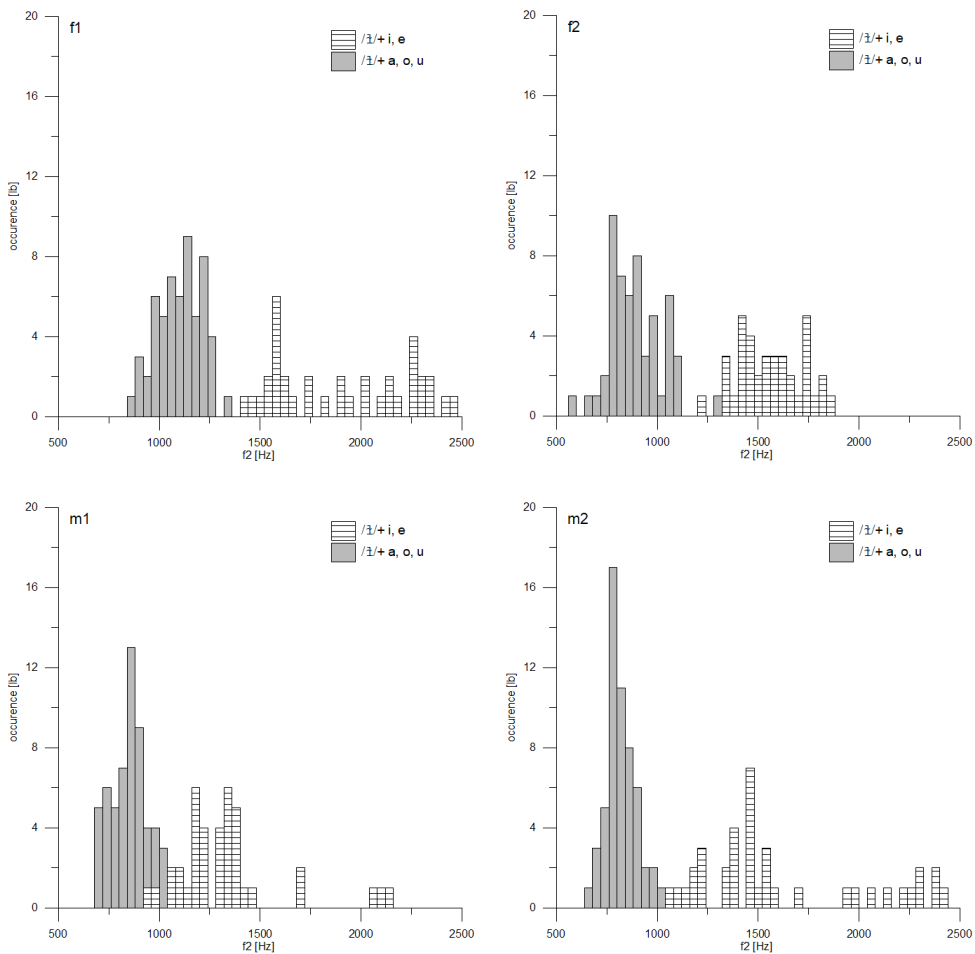 f1
20
16
12
8
4
0
occurence [lb]
/ɫ/+ i, e
/ɫ/+ a, o, u
500 1000 1500 2000 2500
f2 [Hz]
f2
20
16
12
8
4
0
occurence [lb]
/ɫ/+ i, e
/ɫ/+ a, o, u
500 1000 1500 2000 2500
f2 [Hz]
m1
20
16
12
8
4
0
occurence [lb]
/ɫ/+ i, e
/ɫ/+ a, o, u
500 1000 1500 2000 2500
f2 [Hz]
m2
20
16
12
8
4
0
occurence [lb]
/ɫ/+ i, e
/ɫ/+ a, o, u
500 1000 1500 2000 2500
f2 [Hz]